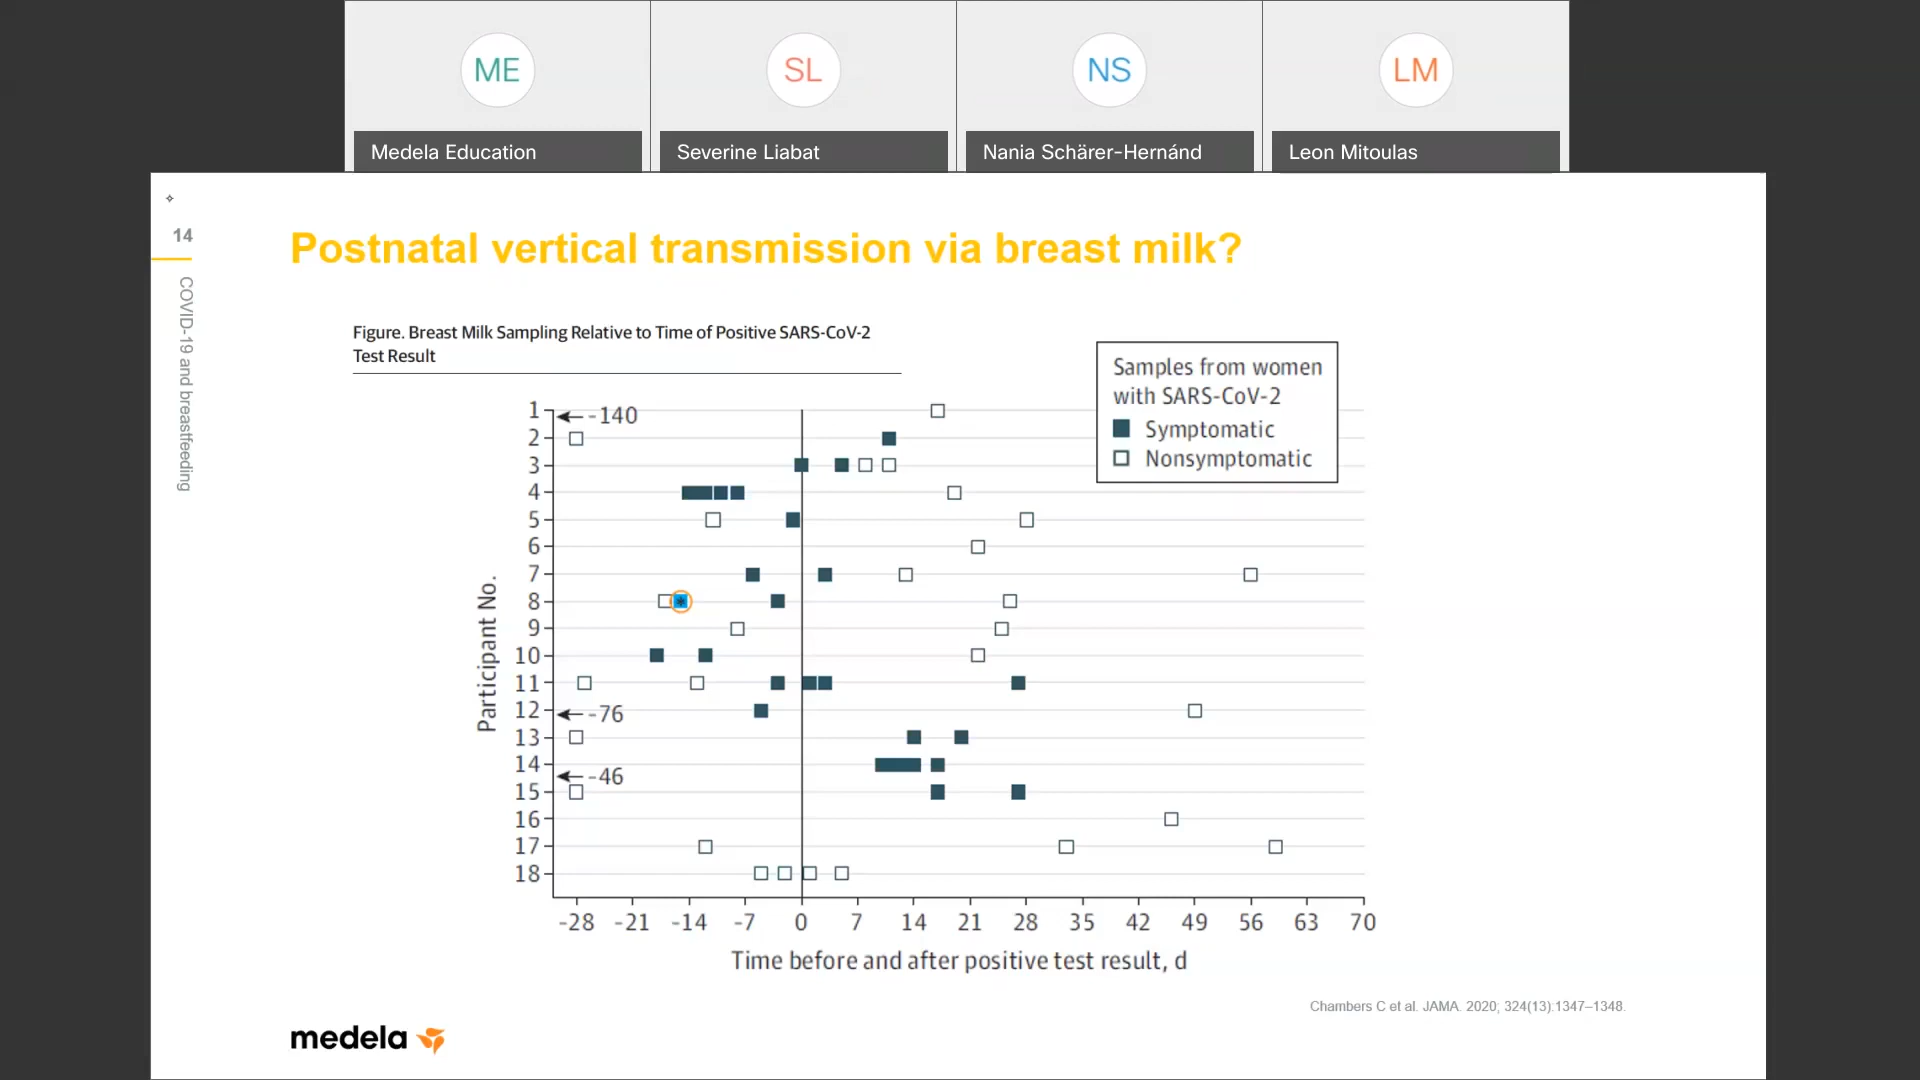 ME
SL
NS
LM
Medela Education
Severine Liabat
Nania Schärer-Hernánd
Leon Mitoulas
14
COVID-19 and breastfeeding
Postnatal vertical transmission via breast milk?
Figure. Breast Milk Sampling Relative to Time of Positive SARS-CoV-2
Test Result
Samples from women
with SARS-CoV-2
Symptomatic
Nonsymptomatic
Participant No.
1
-140
2
3
4
5
6
7
8
9
10
11
12
-76
13
14
-46
15
16
17
18
-28 -21 -14 -7 0 7 14 21 28 35 42 49 56 63 70
Time before and after positive test result, d
Chambers C et al. JAMA. 2020; 324(13):1347–1348.
medela